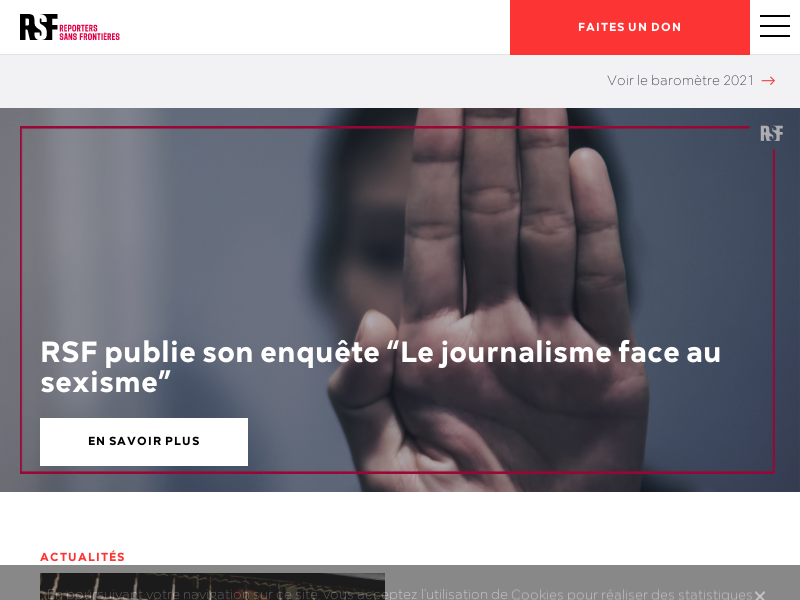 RSF REPORTERS
SANS FRONTIÈRES
FAITES UN DON
Voir le baromètre 2021 →
RSF
RSF publie son enquête “Le journalisme face au
sexisme”
EN SAVOIR PLUS
ACTUALITÉS
En poursuivant votre navigation sur ce site, vous acceptez l'utilisation de Cookies pour réaliser des statistiques